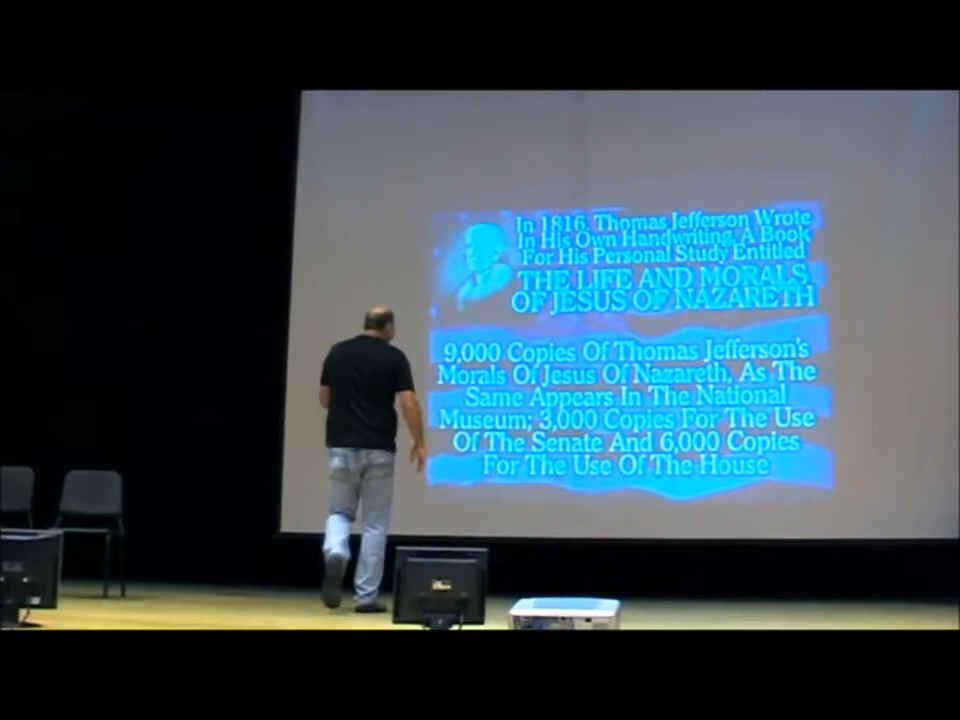 In 1816, Thomas Jefferson Wrote
In His Own Handwriting, A Book
For His Personal Study Entitled
THE LIFE AND MORALS
OF JESUS OF NAZARETH
9,000 Copies Of Thomas Jefferson's
Morals Of Jesus Of Nazareth, As The
Same Appears In The National
Museum; 3,000 Copies For The Use
Of The Senate And 6,000 Copies
For The Use Of The House